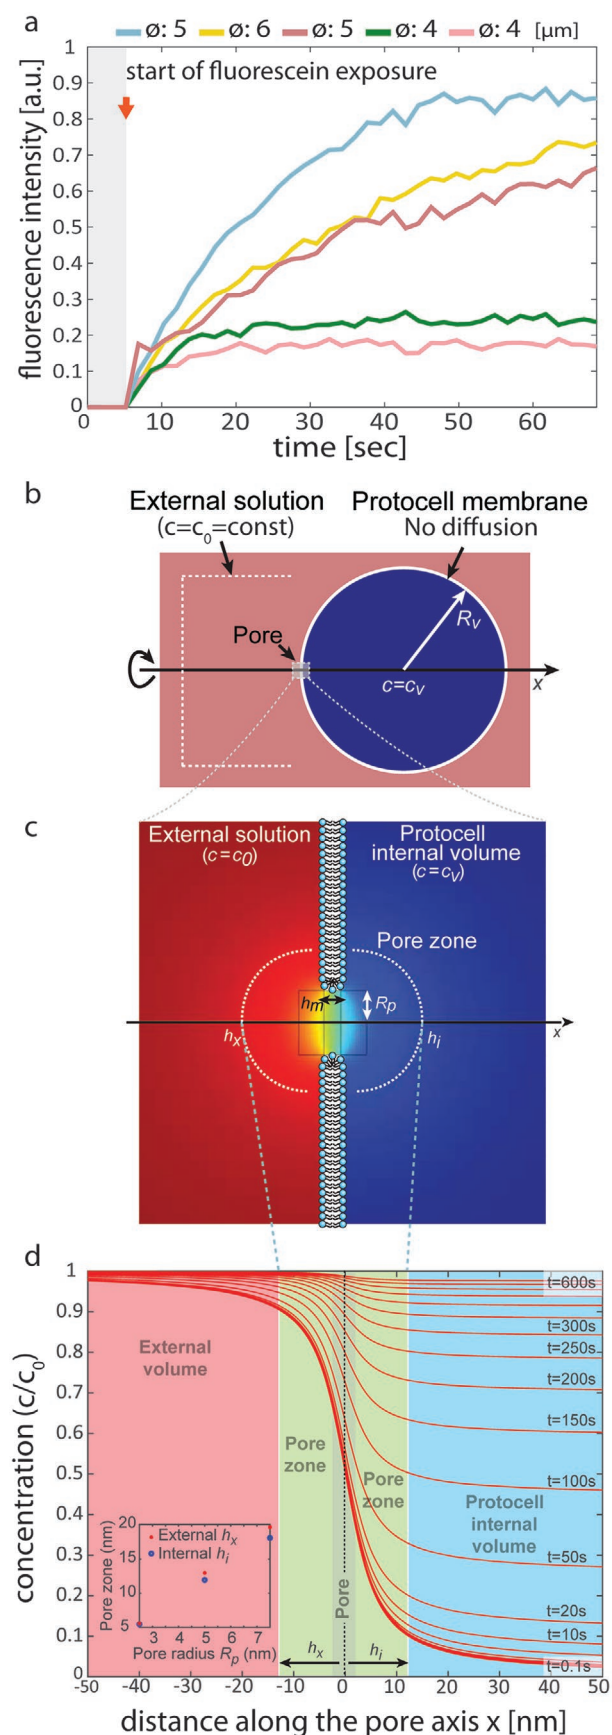 a
ø: 5 ø: 6 ø: 5 ø: 4 ø: 4 [µm]
start of fluorescein exposure
fluorescence intensity [a.u.]
1
0.9
0.8
0.7
0.6
0.5
0.4
0.3
0.2
0.1
0
10 20 30 40 50 60
time [sec]
b
External solution
(c=c₀=const)
Protocell membrane
No diffusion
Pore
Rᵥ
c=cᵥ
x
c
External solution
(c=c₀)
Protocell
internal volume
(c=cᵥ)
Pore zone
hₘ
Rₚ
hₓ
hᵢ
x
d
concentration (c/c₀)
1
0.9
0.8
0.7
0.6
0.5
0.4
0.3
0.2
0.1
0
External
volume
Pore
zone
Pore
zone
Protocell
internal
volume
Pore
t=600s
t=300s
t=250s
t=200s
t=150s
t=100s
t=50s
t=20s
t=10s
t=0.1s
Pore zone (nm)
20
15
10
5
External hₓ
Internal hᵢ
3 4 5 6 7
Pore radius Rₚ (nm)
hₓ
hᵢ
-50 -40 -30 -20 -10 0 10 20 30 40 50
distance along the pore axis x [nm]